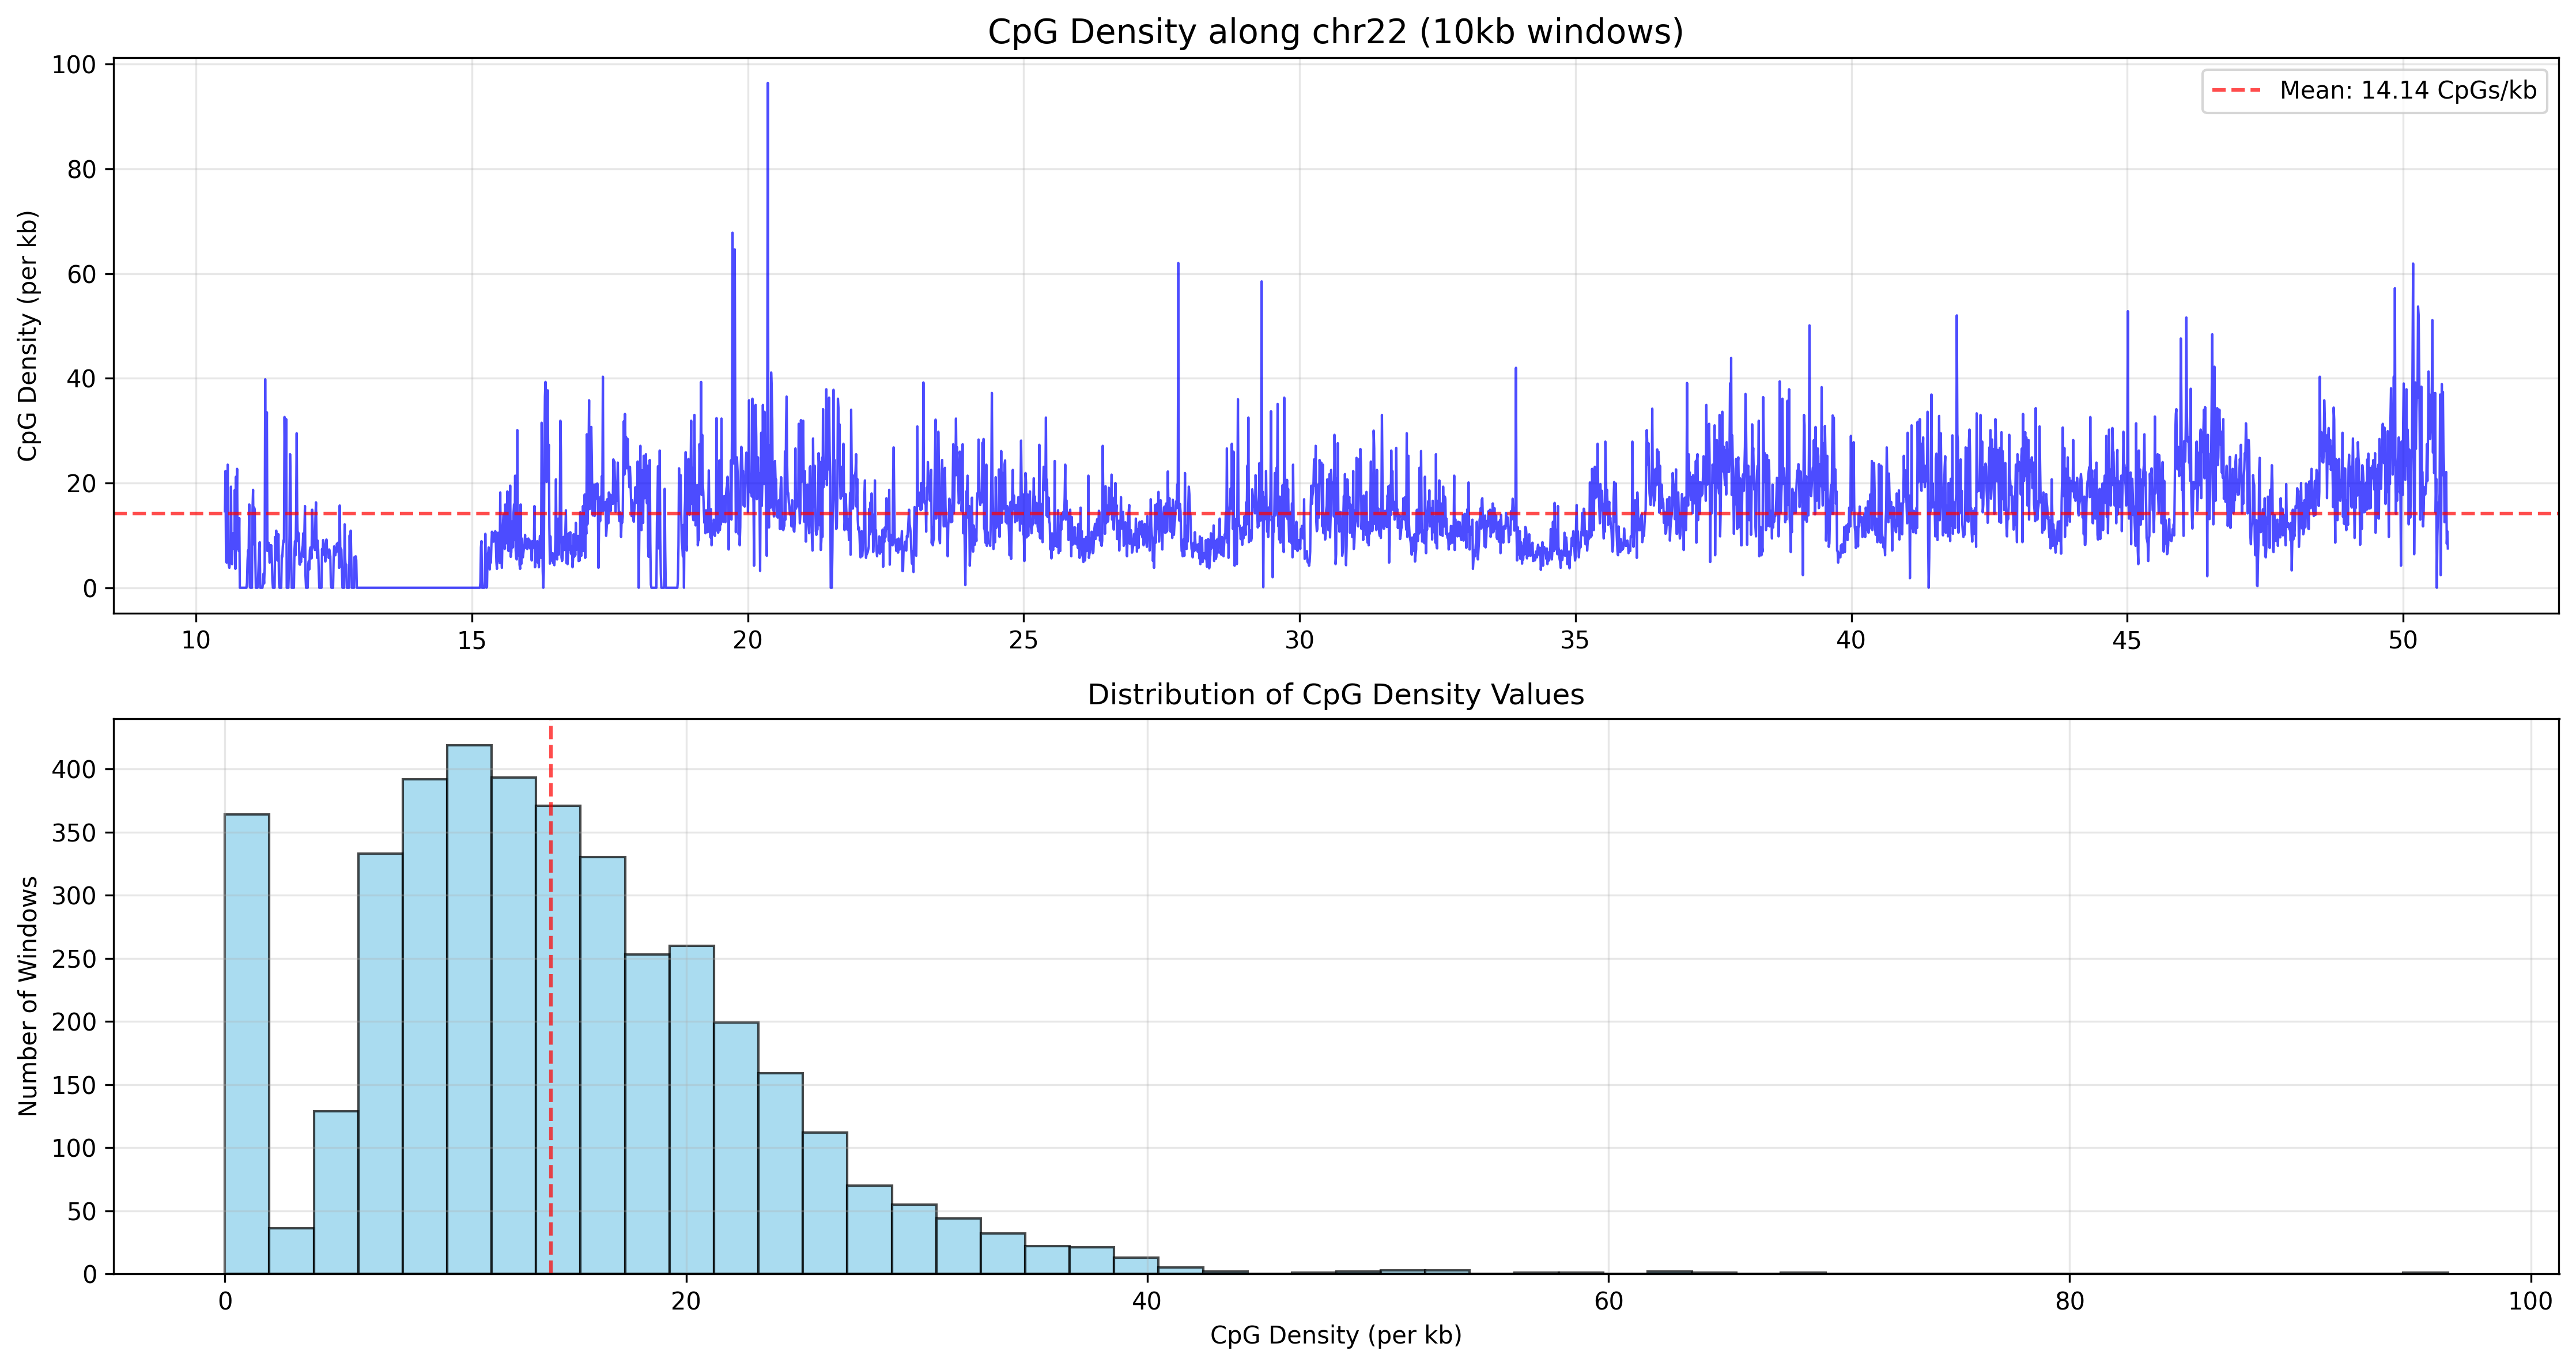 CpG Density along chr22 (10kb windows)
CpG Density (per kb)
100
80
60
40
20
0
Mean: 14.14 CpGs/kb
10 15 20 25 30 35 40 45 50
Distribution of CpG Density Values
Number of Windows
400
350
300
250
200
150
100
50
0
0 20 40 60 80 100
CpG Density (per kb)